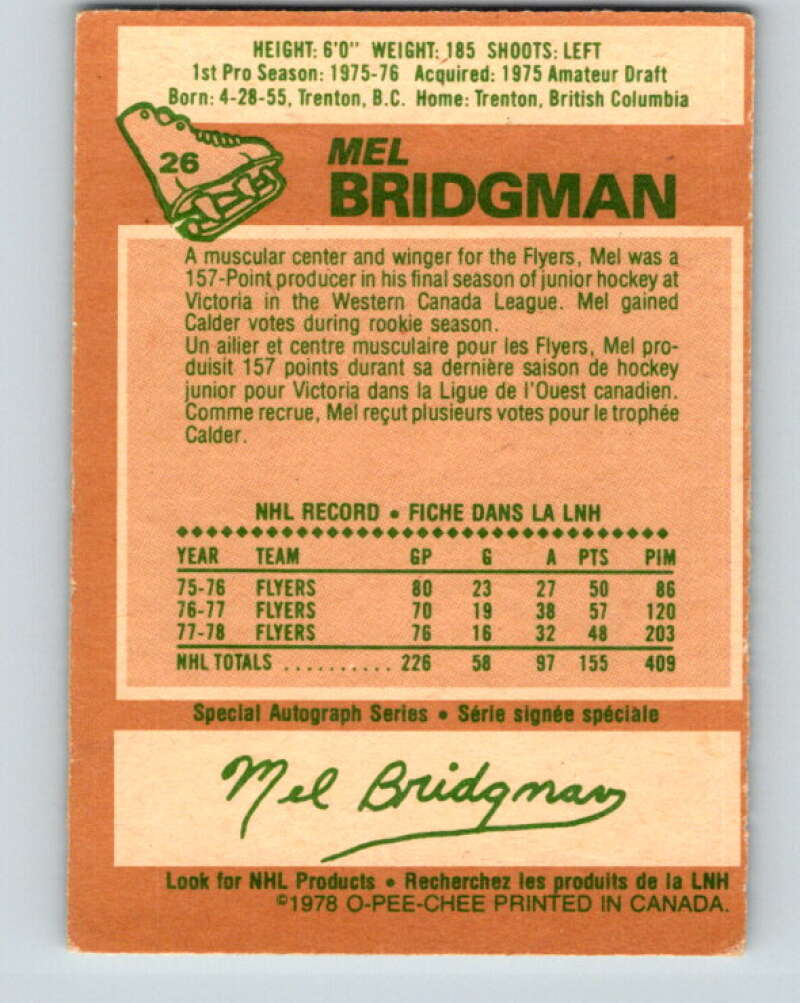 HEIGHT: 6'0" WEIGHT: 185 SHOOTS: LEFT
1st Pro Season: 1975-76 Acquired: 1975 Amateur Draft
Born: 4-28-55, Trenton, B.C. Home: Trenton, British Columbia
26
MEL
BRIDGMAN
A muscular center and winger for the Flyers, Mel was a
157-Point producer in his final season of junior hockey at
Victoria in the Western Canada League. Mel gained
Calder votes during rookie season.
Un ailier et centre musculaire pour les Flyers, Mel pro-
duisit 157 points durant sa dernière saison de hockey
junior pour Victoria dans la Ligue de l'Ouest canadien.
Comme recrue, Mel reçut plusieurs votes pour le trophée
Calder.
NHL RECORD • FICHE DANS LA LNH
YEAR TEAM GP G A PTS PIM
75-76 FLYERS 80 23 27 50 86
76-77 FLYERS 70 19 38 57 120
77-78 FLYERS 76 16 32 48 203
NHL TOTALS .......... 226 58 97 155 409
Special Autograph Series • Série signée spéciale
Mel Bridgman
Look for NHL Products • Recherchez les produits de la LNH
©1978 O-PEE-CHEE PRINTED IN CANADA.